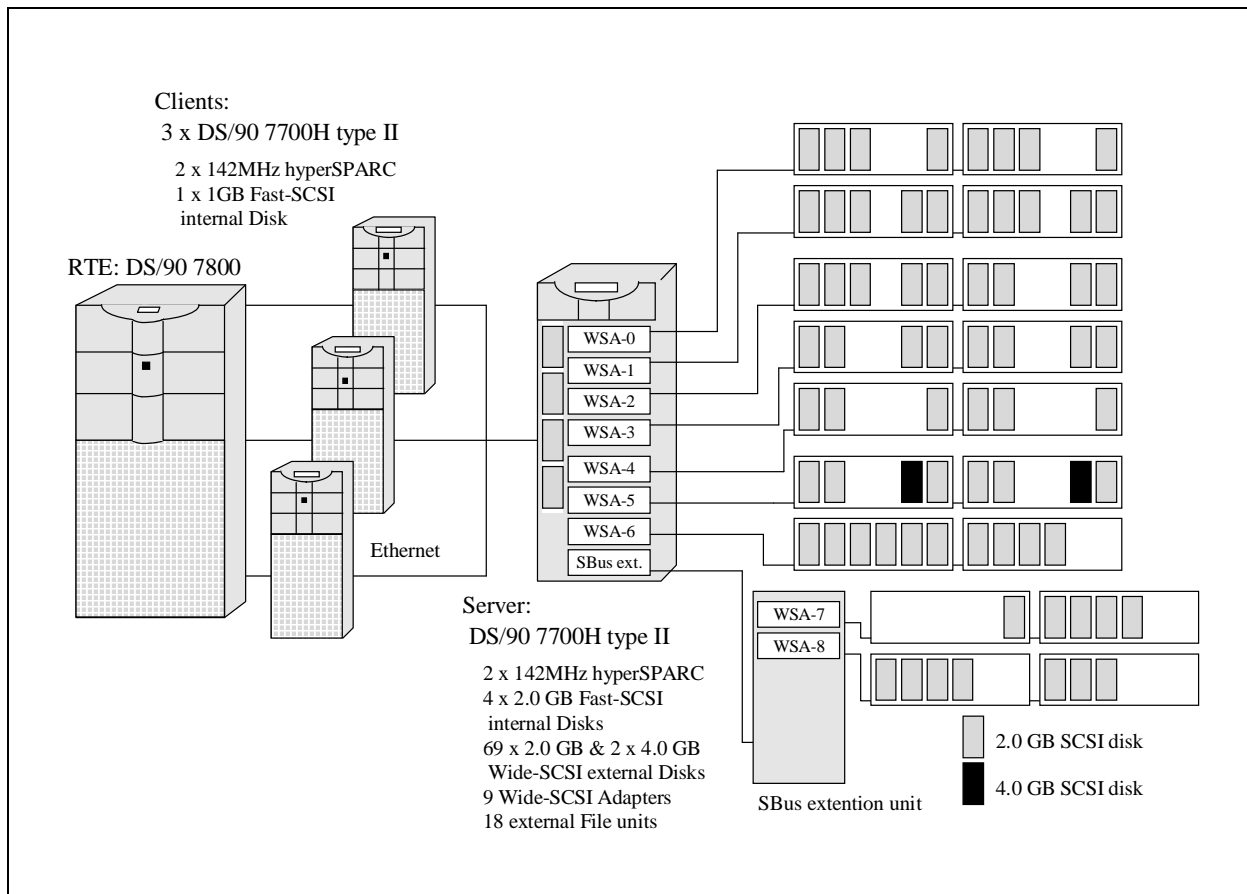 Clients:
3 x DS/90 7700H type II
2 x 142MHz hyperSPARC
1 x 1GB Fast-SCSI
internal Disk
RTE: DS/90 7800
Ethernet
WSA-0
WSA-1
WSA-2
WSA-3
WSA-4
WSA-5
WSA-6
SBus ext.
Server:
DS/90 7700H type II
2 x 142MHz hyperSPARC
4 x 2.0 GB Fast-SCSI
internal Disks
69 x 2.0 GB & 2 x 4.0 GB
Wide-SCSI external Disks
9 Wide-SCSI Adapters
18 external File units
WSA-7
WSA-8
SBus extention unit
2.0 GB SCSI disk
4.0 GB SCSI disk